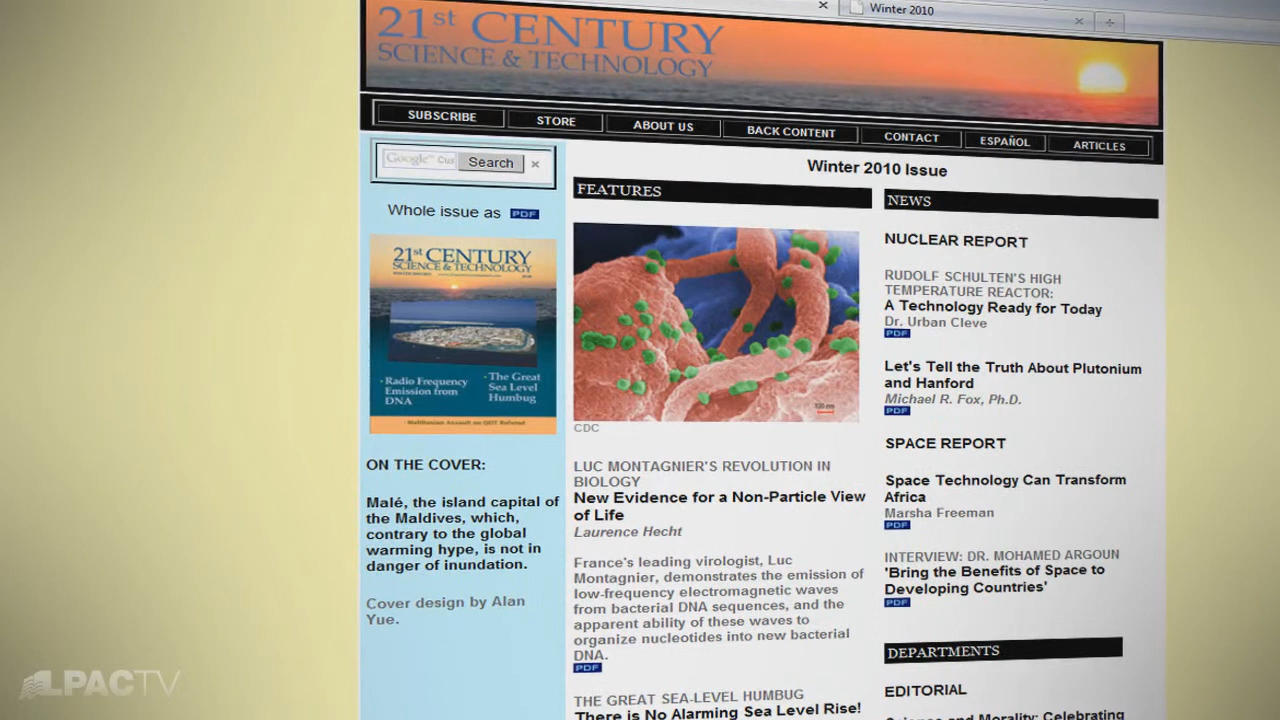 Winter 2010
21st CENTURY
SCIENCE & TECHNOLOGY
SUBSCRIBE
STORE
ABOUT US
BACK CONTENT
CONTACT
ESPAÑOL
ARTICLES
Google™ Cus
Search
Whole issue as PDF
21st CENTURY
SCIENCE & TECHNOLOGY
· Radio Frequency
Emission from
DNA
· The Great
Sea Level
Humbug
ON THE COVER:
Malé, the island capital of
the Maldives, which,
contrary to the global
warming hype, is not in
danger of inundation.
Cover design by Alan
Yue.
Winter 2010 Issue
FEATURES
CDC
LUC MONTAGNIER'S REVOLUTION IN
BIOLOGY
New Evidence for a Non-Particle View
of Life
Laurence Hecht
France's leading virologist, Luc
Montagnier, demonstrates the emission of
low-frequency electromagnetic waves
from bacterial DNA sequences, and the
apparent ability of these waves to
organize nucleotides into new bacterial
DNA.
PDF
THE GREAT SEA-LEVEL HUMBUG
There is No Alarming Sea Level Rise!
NEWS
NUCLEAR REPORT
RUDOLF SCHULTEN'S HIGH
TEMPERATURE REACTOR:
A Technology Ready for Today
Dr. Urban Cleve
PDF
Let's Tell the Truth About Plutonium
and Hanford
Michael R. Fox, Ph.D.
PDF
SPACE REPORT
Space Technology Can Transform
Africa
Marsha Freeman
PDF
INTERVIEW: DR. MOHAMED ARGOUN
'Bring the Benefits of Space to
Developing Countries'
PDF
DEPARTMENTS
EDITORIAL
Science and Morality: Celebrating
LPACTV